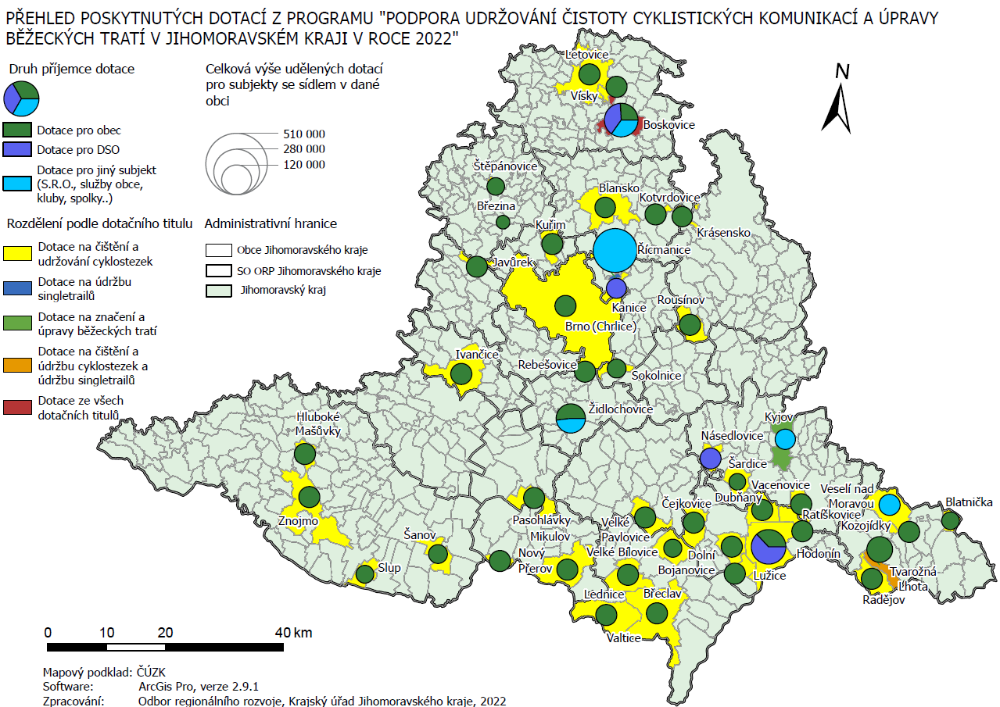 PŘEHLED POSKYTNUTÝCH DOTACÍ Z PROGRAMU "PODPORA UDRŽOVÁNÍ ČISTOTY CYKLISTICKÝCH KOMUNIKACÍ A ÚPRAVY
BĚŽECKÝCH TRATÍ V JIHOMORAVSKÉM KRAJI V ROCE 2022"
Druh příjemce dotace
Dotace pro obec
Dotace pro DSO
Dotace pro jiný subjekt
(S.R.O., služby obce,
kluby, spolky..)
Rozdělení podle dotačního titulu
Dotace na čištění a
udržování cyklostezek
Dotace na údržbu
singletrailů
Dotace na značení a
úpravy běžeckých tratí
Dotace na čištění a
údržbu cyklostezek a
údržbu singletrailů
Dotace ze všech
dotačních titulů
Celková výše udělených dotací
pro subjekty se sídlem v dané
obci
510 000
280 000
120 000
Administrativní hranice
Obce Jihomoravského kraje
SO ORP Jihomoravského kraje
Jihomoravský kraj
N
Letovice
Vísky
Boskovice
Štěpánovice
Březina
Blansko
Kotvrdovice
Krásensko
Kuřim
Řícmanice
Javůrek
Kanice
Rousínov
Brno (Chrlice)
Ivančice
Rebešovice
Sokolnice
Židlochovice
Kyjov
Hluboké
Mašůvky
Násedlovice
Šardice
Vacenovice
Veselí nad
Moravou
Blatnička
Dubňany
Čejkovice
Ratíškovice
Kozojídky
Znojmo
Pasohlávky
Velké
Pavlovice
Šanov
Mikulov
Nový
Přerov
Velké Bílovice
Dolní
Bojanovice
Hodonín
Slup
Lužice
Tvarožná
Lhota
Radějov
Lednice
Břeclav
Valtice
0 10 20 40 km
Mapový podklad: ČÚZK
Software: ArcGis Pro, verze 2.9.1
Zpracování: Odbor regionálního rozvoje, Krajský úřad Jihomoravského kraje, 2022